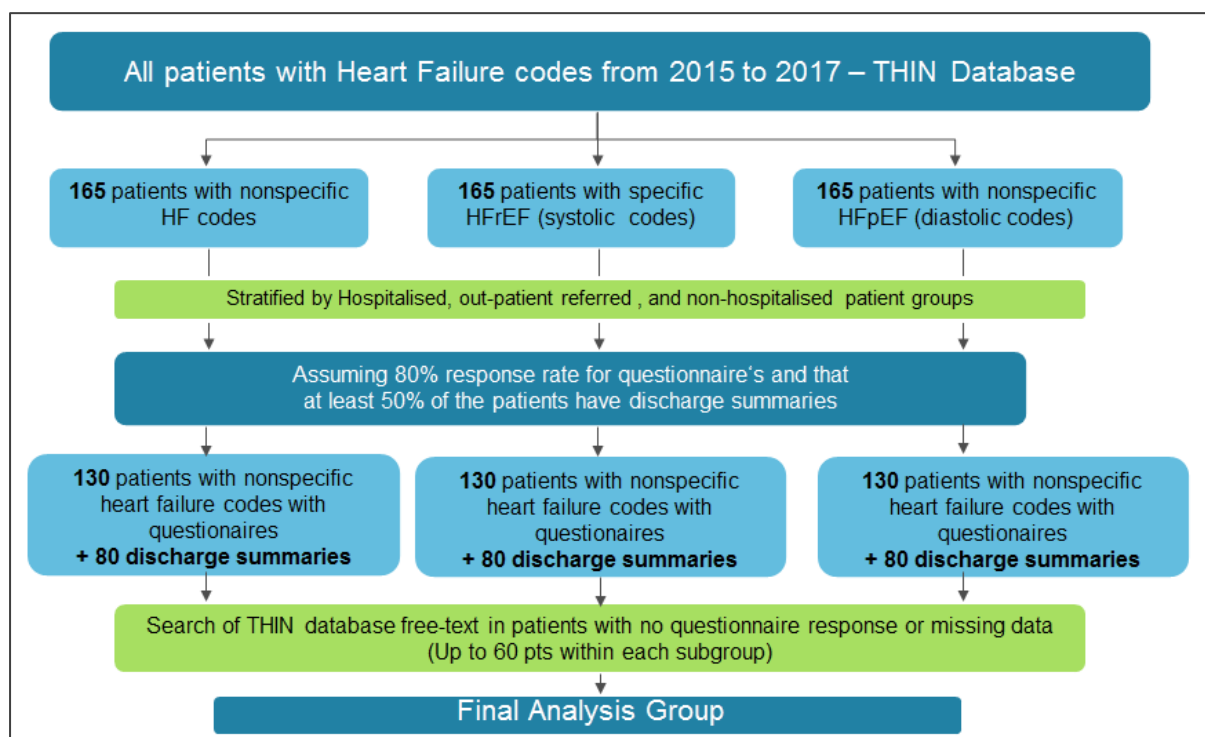 All patients with Heart Failure codes from 2015 to 2017 – THIN Database
165 patients with nonspecific
HF codes
165 patients with specific
HFrEF (systolic codes)
165 patients with nonspecific
HFpEF (diastolic codes)
Stratified by Hospitalised, out-patient referred , and non-hospitalised patient groups
Assuming 80% response rate for questionnaire‘s and that
at least 50% of the patients have discharge summaries
130 patients with nonspecific
heart failure codes with
questionaires
+ 80 discharge summaries
130 patients with nonspecific
heart failure codes with
questionaires
+ 80 discharge summaries
130 patients with nonspecific
heart failure codes with
questionaires
+ 80 discharge summaries
Search of THIN database free-text in patients with no questionnaire response or missing data
(Up to 60 pts within each subgroup)
Final Analysis Group